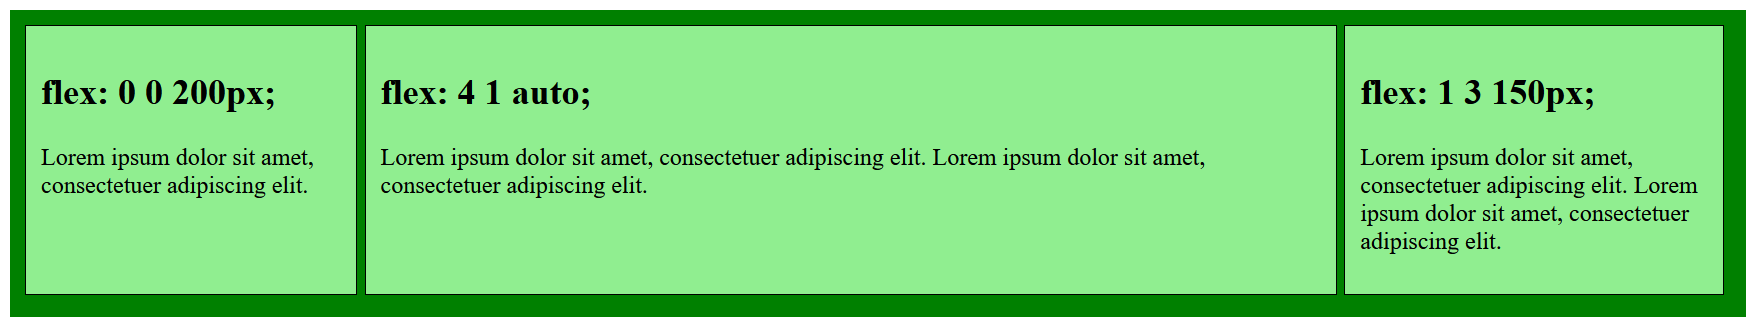 flex: 0 0 200px;
Lorem ipsum dolor sit amet,
consectetuer adipiscing elit.
flex: 4 1 auto;
Lorem ipsum dolor sit amet, consectetuer adipiscing elit. Lorem ipsum dolor sit amet,
consectetuer adipiscing elit.
flex: 1 3 150px;
Lorem ipsum dolor sit amet,
consectetuer adipiscing elit. Lorem
ipsum dolor sit amet, consectetuer
adipiscing elit.